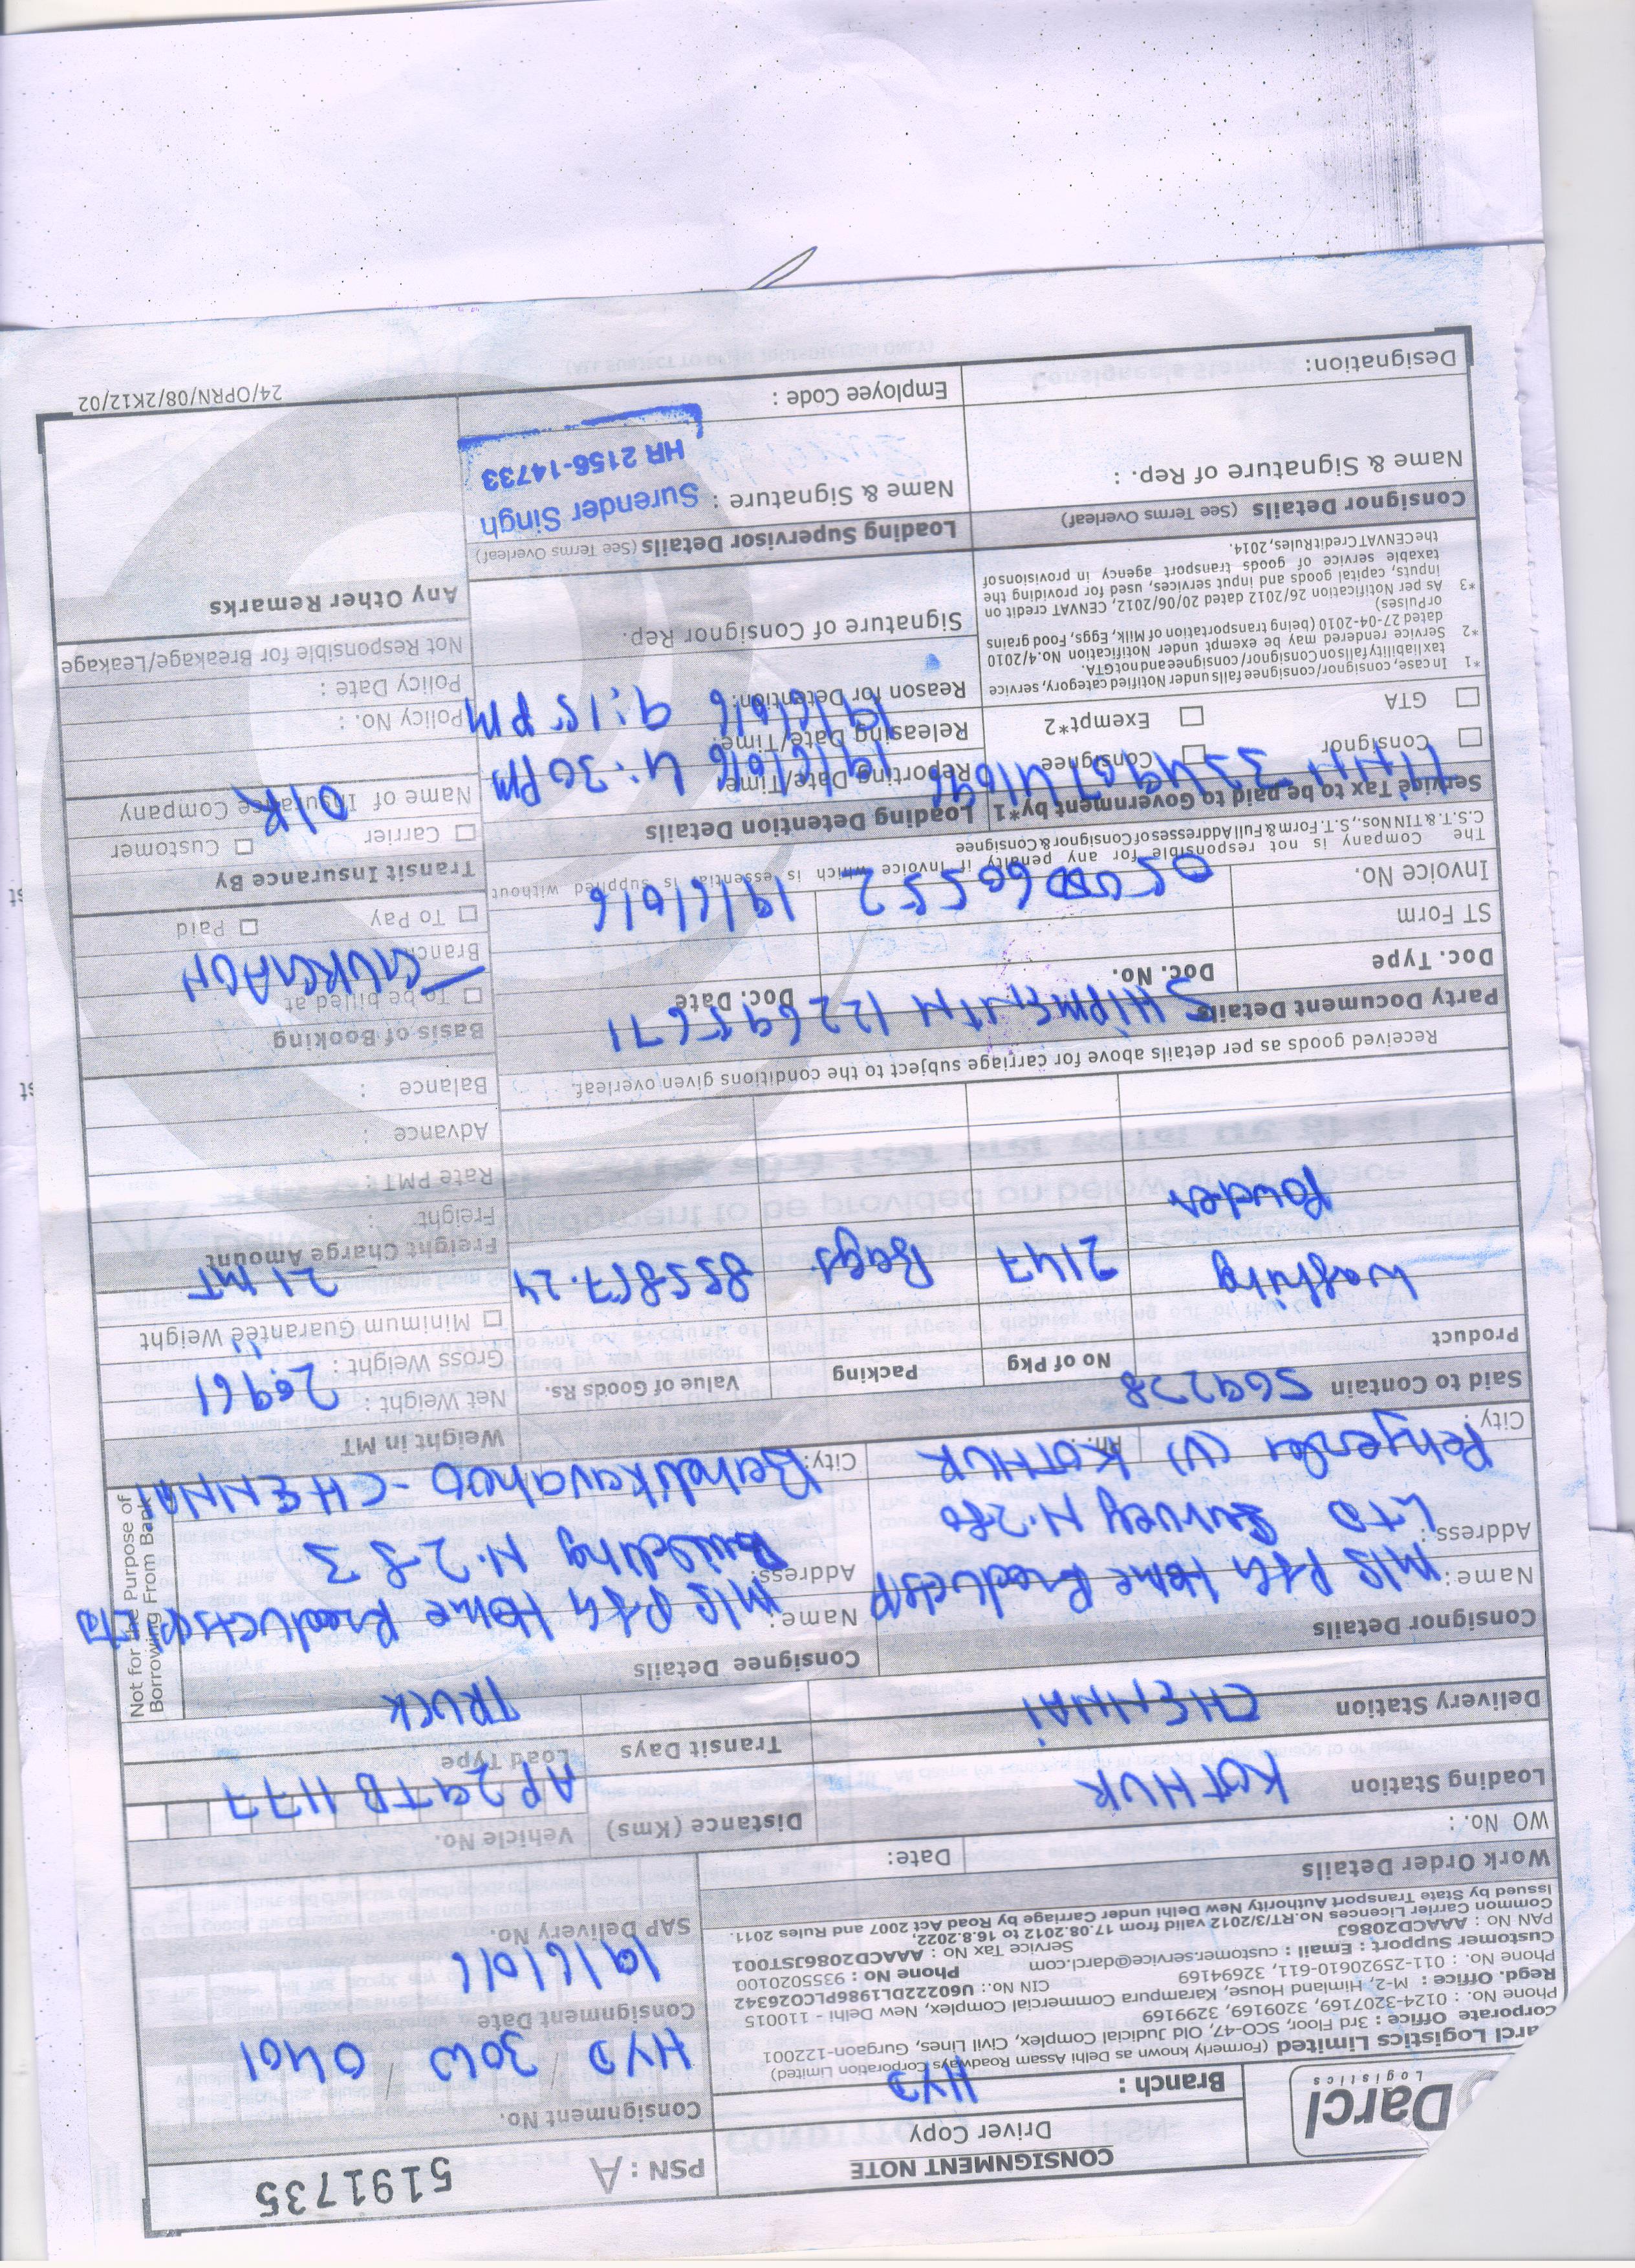 CONSIGNMENT NOTE
Driver Copy
PSN : A 5191735
Darcl
Logistics
Branch : HYD
Consignment No.
HYD / 30W / 0401
Consignment Date
19/6/016
SAP Delivery No.
arcl Logistics Limited (Formerly known as Delhi Assam Roadways Corporation Limited)
Corporate Office : 3rd Floor, SCO-47, Old Judicial Complex, Civil Lines, Gurgaon-122001
Phone No. : 0124-3207169, 3209169, 3299169
Regd. Office : M-2, Himland House, Karampura Commercial Complex, New Delhi - 110015
Phone No. : 011-25920610-611, 32694169 CIN No.: U60222DL1986PLCO26342
Customer Support : Email : customer.service@darcl.com Phone No : 9355020100
PAN No : AAACD2086J Service Tax No : AAACD2086JST001
Common Carrier Licences No.RT/3/2012 valid from 17.08.2012 to 16.8.2022,
Issued by State Transport Authority New Delhi under Carriage by Road Act 2007 and Rules 2011.
Work Order Details
WO No. : Date:
Loading Station KOTHUR
Distance (Kms)
Vehicle No.
AP 29TB 1177
Delivery Station CHENNAI
Transit Days
Load Type
TRUCK
Consignor Details
Name: M/S P&G Home Products P
Address : LTD Survey N.280
City : Penjerla (V) Ph. : KOTHUR
Consignee Details
Name: M/S P&G Home Products P LTD
Address: Building N.2 & 3
City: - CHENNAI
Not for the Purpose of
Borrowing From Bank
Said to Contain 569228
Product No of Pkg Packing Value of Goods Rs.
Washing 2147 Bags 855857.24
Powder
Weight in MT
Net Weight : 20961
Gross Weight :
Minimum Guarantee Weight
21 MT
Freight Charge Amount
Freight :
Rate PMT :
Advance :
Balance :
Received goods as per details above for carriage subject to the conditions given overleaf.
Party Document Details SHIPMENT N 122695671
Doc. Type Doc. No. Doc. Date
ST Form
Invoice No. 0500060552 19/6/016
The Company is not responsible for any penalty if invoice which is essential is supplied without
C.S.T. & TIN Nos., S.T. Form & Full Addresses of Consignor & Consignee
Basis of Booking
To be billed at
Branch GURGAON
To Pay Paid
Transit Insurance By
Carrier Customer
Name of Insurance Company
O/R
Policy No. :
Policy Date :
Not Responsible for Breakage/Leakage
Any Other Remarks
Service Tax to be paid to Government by*1
Consignor Consignee
GTA Exempt*2
*1 In case, consignor/consignee falls under Notified category, service
tax liability falls on Consignor/ consignee and not GTA.
*2 Service rendered may be exempt under Notification No.4/2010
dated 27-04-2010 (being transportation of Milk, Eggs, Food grains
or Pulses)
*3 As per Notification 26/2012 dated 20/06/2012, CENVAT credit on
inputs, capital goods and input services, used for providing the
taxable service of goods transport agency in provisions of
the CENVAT Credit Rules, 2014.
Loading Detention Details
Reporting Date/Time: 19/6/016 4:30 PM
Releasing Date/Time: 19/6/016 9:15 PM
Reason for Detention:
Signature of Consignor Rep.
Consignor Details (See Terms Overleaf)
Name & Signature of Rep. :
Designation:
Loading Supervisor Details (See Terms Overleaf)
Name & Signature : Surender Singh
HR 2156-14733
Employee Code :
24/OPRN/08/2K12/02